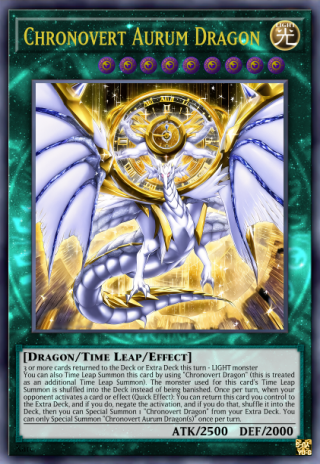 Chronovert Aurum Dragon
LIGHT
光
[Dragon/Time Leap/Effect]
3 or more cards returned to the Deck or Extra Deck this turn - LIGHT monster
You can also Time Leap Summon this card by using "Chronovert Dragon" (this is treated
as an additional Time Leap Summon). The monster used for this card's Time Leap
Summon is shuffled into the Deck instead of being banished. Once per turn, when your
opponent activates a card or effect (Quick Effect): You can return this card you control to
the Extra Deck, and if you do, negate the activation, and if you do that, shuffle it into the
Deck, then you can Special Summon 1 "Chronovert Dragon" from your Extra Deck. You
can only Special Summon "Chronovert Aurum Dragon(s)" once per turn.
ATK/2500 DEF/2000